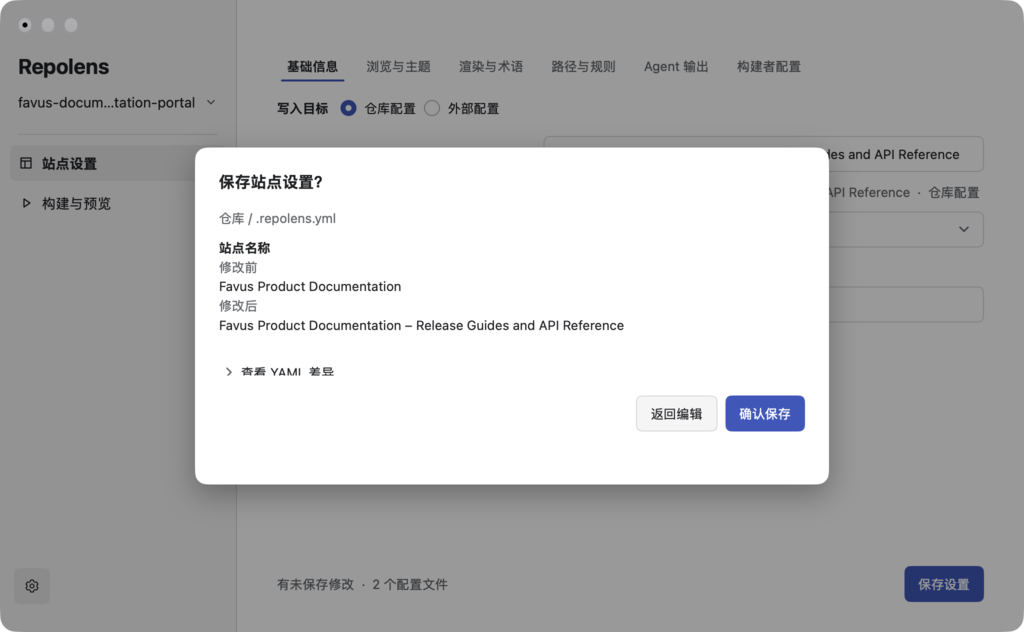 Repolens
favus-docum...tation-portal
站点设置
构建与预览
基础信息 浏览与主题 渲染与术语 路径与规则 Agent 输出 构建者配置
写入目标 仓库配置 外部配置
es and API Reference
API Reference · 仓库配置
保存站点设置?
仓库 / .repolens.yml
站点名称
修改前
Favus Product Documentation
修改后
Favus Product Documentation – Release Guides and API Reference
查看 YAML 差异
返回编辑 确认保存
有未保存修改 · 2 个配置文件
保存设置